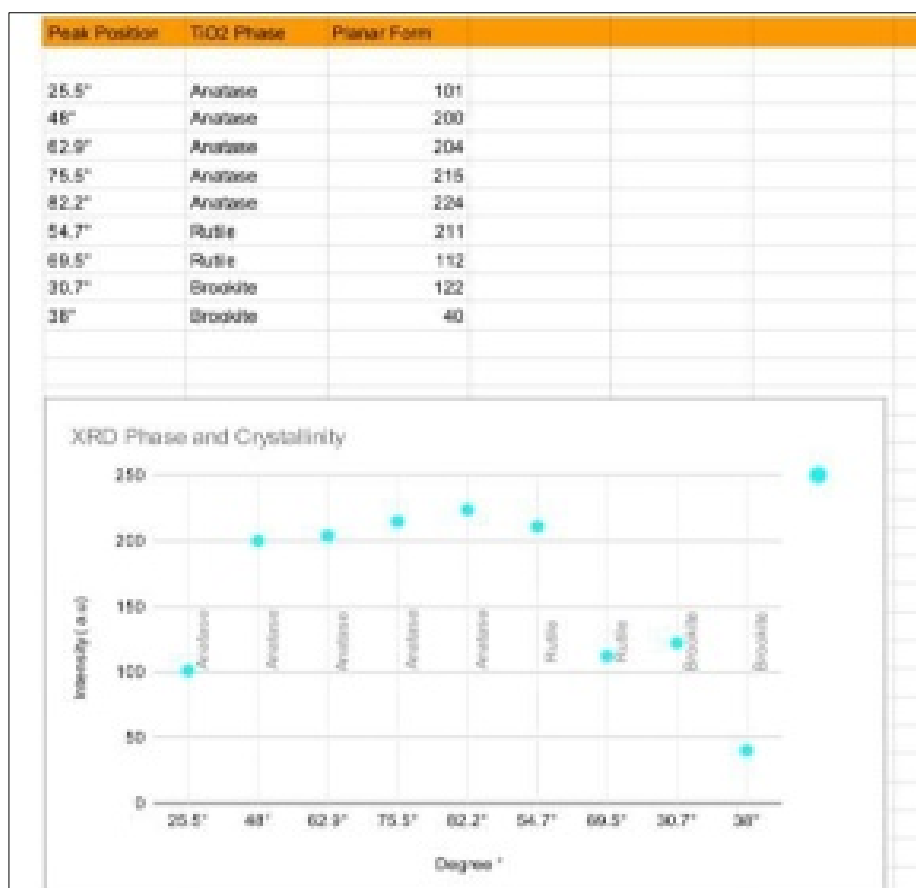 Peak Position TiO2 Phase Planar Form
25.5° Anatase 101
48° Anatase 200
62.9° Anatase 204
75.5° Anatase 215
82.2° Anatase 224
54.7° Rutile 211
69.5° Rutile 112
30.7° Brookite 122
38° Brookite 40
XRD Phase and Crystallinity
250
200
150
100
50
0
Intensity ( a.u)
Anatase Anatase Anatase Anatase Anatase Rutile Rutile Brookite Brookite
25.5° 48° 62.9° 75.5° 82.2° 54.7° 69.5° 30.7° 38°
Degree °